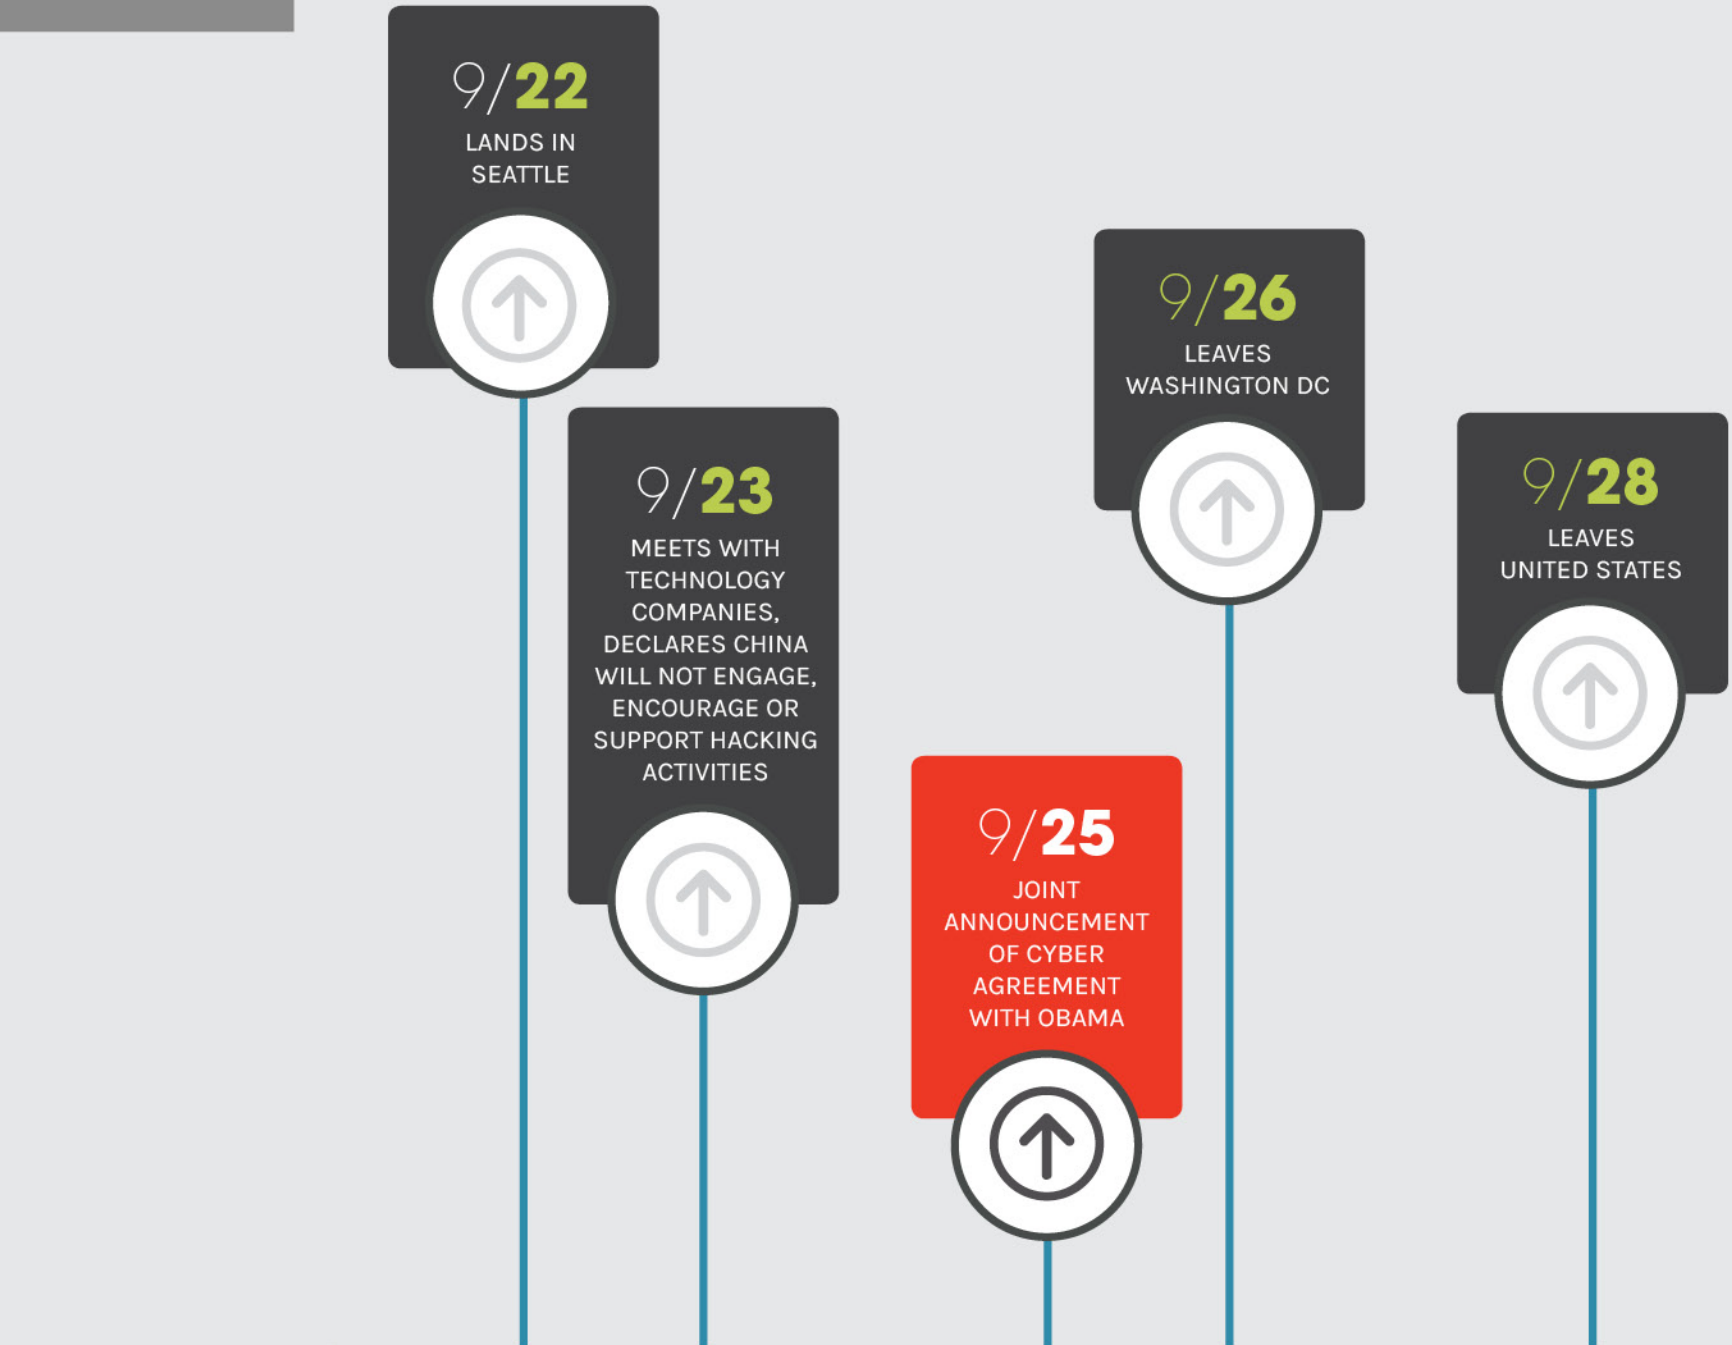 9/22
LANDS IN
SEATTLE
9/23
MEETS WITH
TECHNOLOGY
COMPANIES,
DECLARES CHINA
WILL NOT ENGAGE,
ENCOURAGE OR
SUPPORT HACKING
ACTIVITIES
9/25
JOINT
ANNOUNCEMENT
OF CYBER
AGREEMENT
WITH OBAMA
9/26
LEAVES
WASHINGTON DC
9/28
LEAVES
UNITED STATES